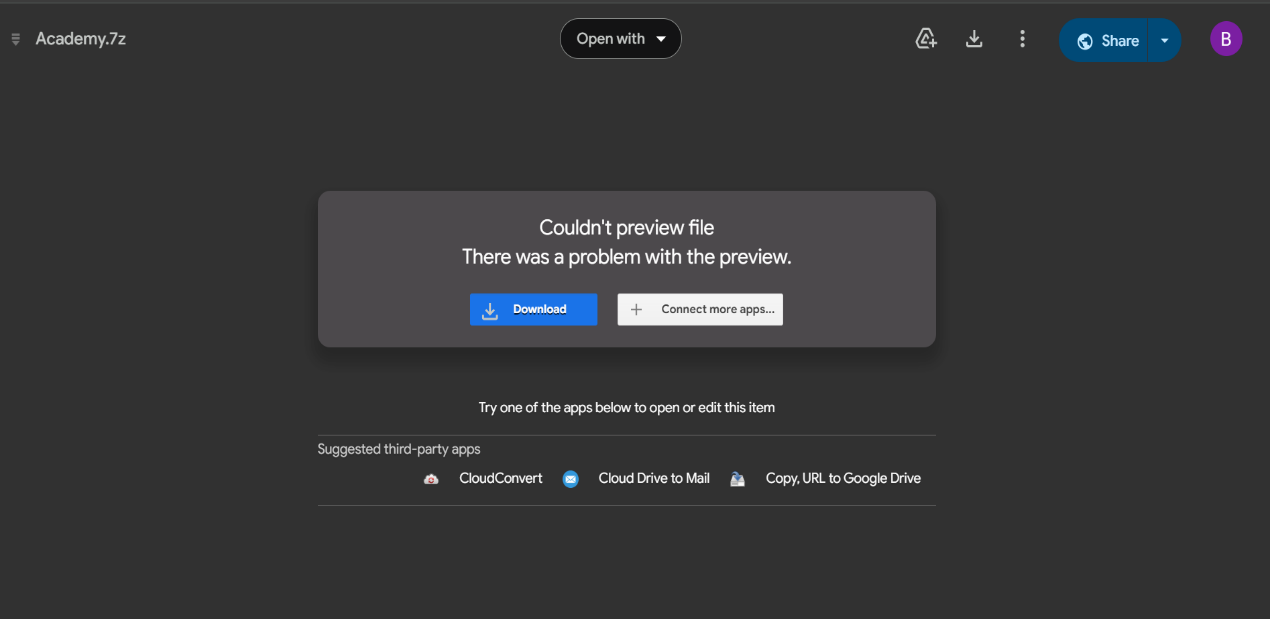 Academy.7z
Open with
Share
B
Couldn't preview file
There was a problem with the preview.
Download
Connect more apps...
Try one of the apps below to open or edit this item
Suggested third-party apps
CloudConvert
Cloud Drive to Mail
Copy, URL to Google Drive